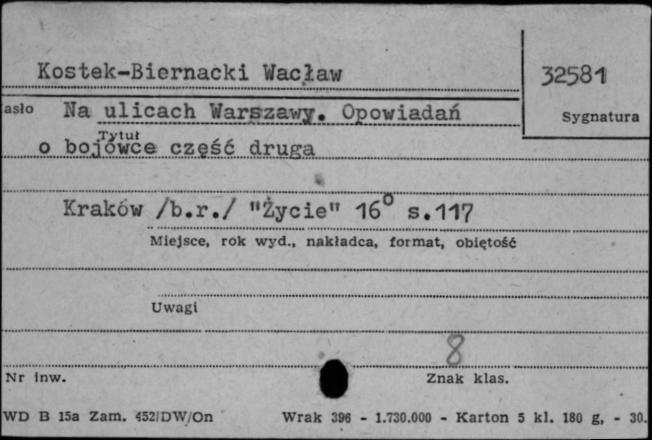 Kostek-Biernacki Wacław
32581
asło Na ulicach Warszawy. Opowiadań
Sygnatura
Tytuł
o bojówce część druga
Kraków /b.r./ "Życie" 16° s.117
Miejsce, rok wyd., nakładca, format, objętość
Uwagi
8
Nr inw.
Znak klas.
WD B 15a Zam. 452/DW/On Wrak 396 - 1.730.000 - Karton 5 kl. 180 g. - 30.